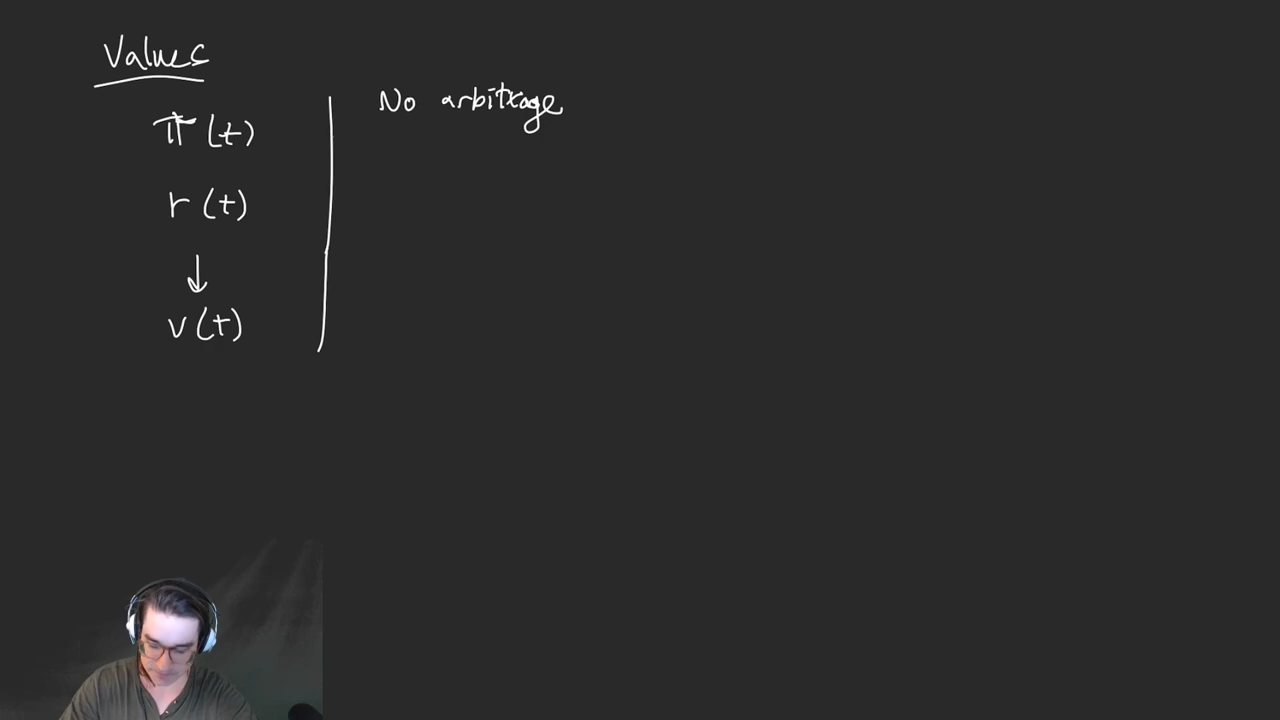 Values
π(t)
r(t)
↓
v(t)
No arbitrage